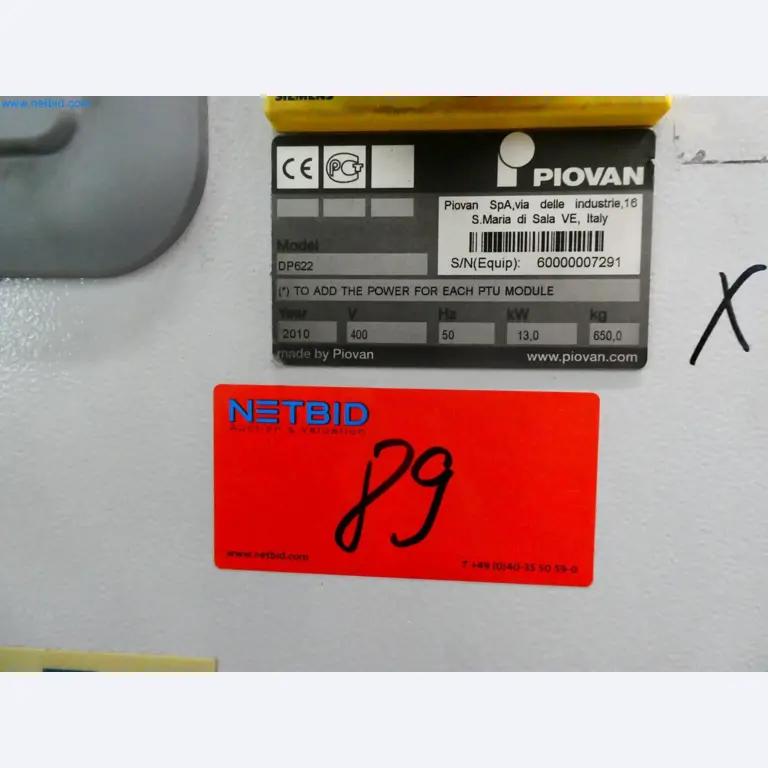 www.netbid.com
SIEMENS
CE PCT
PIOVAN
Piovan SpA,via delle industrie,16
S.Maria di Sala VE, Italy
S/N(Equip): 60000007291
Model
DP622
(*) TO ADD THE POWER FOR EACH PTU MODULE
Year V Hz kW kg
2010 400 50 13,0 650,0
made by Piovan www.piovan.com
X
NETBID
Auction & Valuation
89
www.netbid.com T +49 (0)40-35 50 59-0